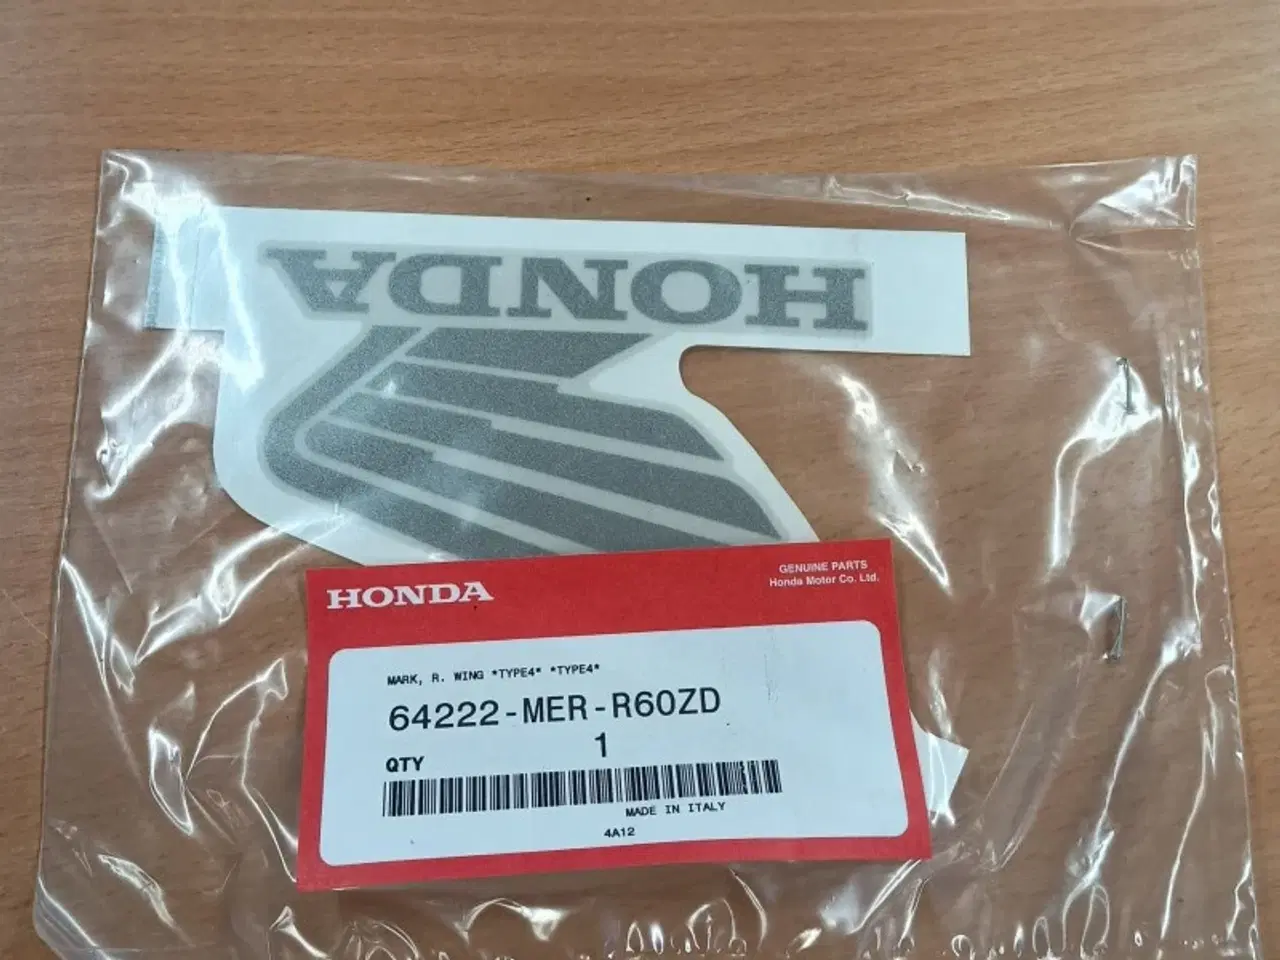 HONDA
HONDA
GENUINE PARTS
Honda Motor Co. Ltd.
MARK, R. WING *TYPE4* *TYPE4*
64222-MER-R60ZD
QTY 1
MADE IN ITALY
4A12